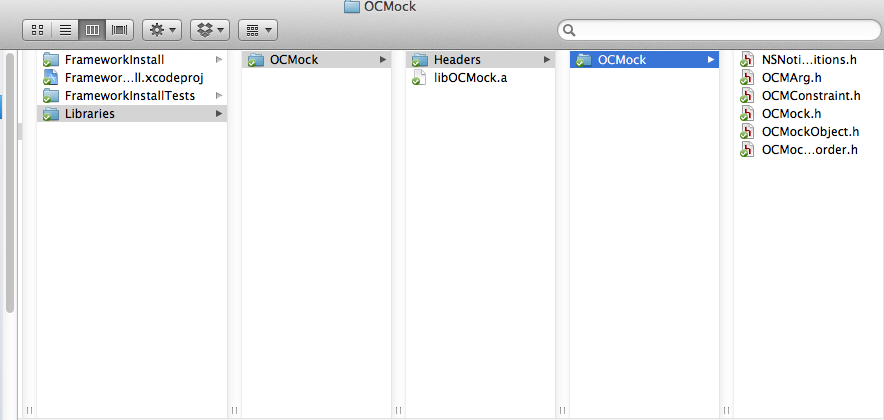 OCMock
FrameworkInstall
Framewor...ll.xcodeproj
FrameworkInstallTests
Libraries
OCMock
Headers
libOCMock.a
OCMock
NSNoti...itions.h
OCMArg.h
OCMConstraint.h
OCMock.h
OCMockObject.h
OCMoc...order.h